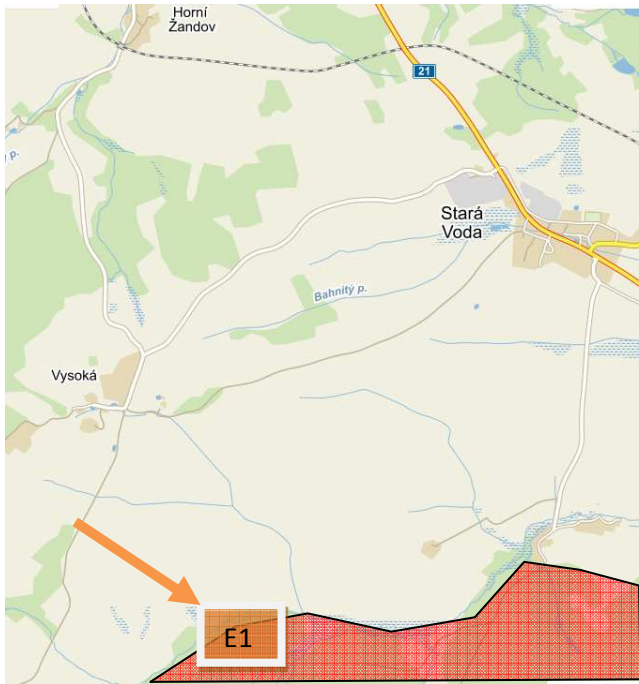 Horní
Žandov
21
p.
Stará
Voda
Bahnitý p.
Vysoká
E1